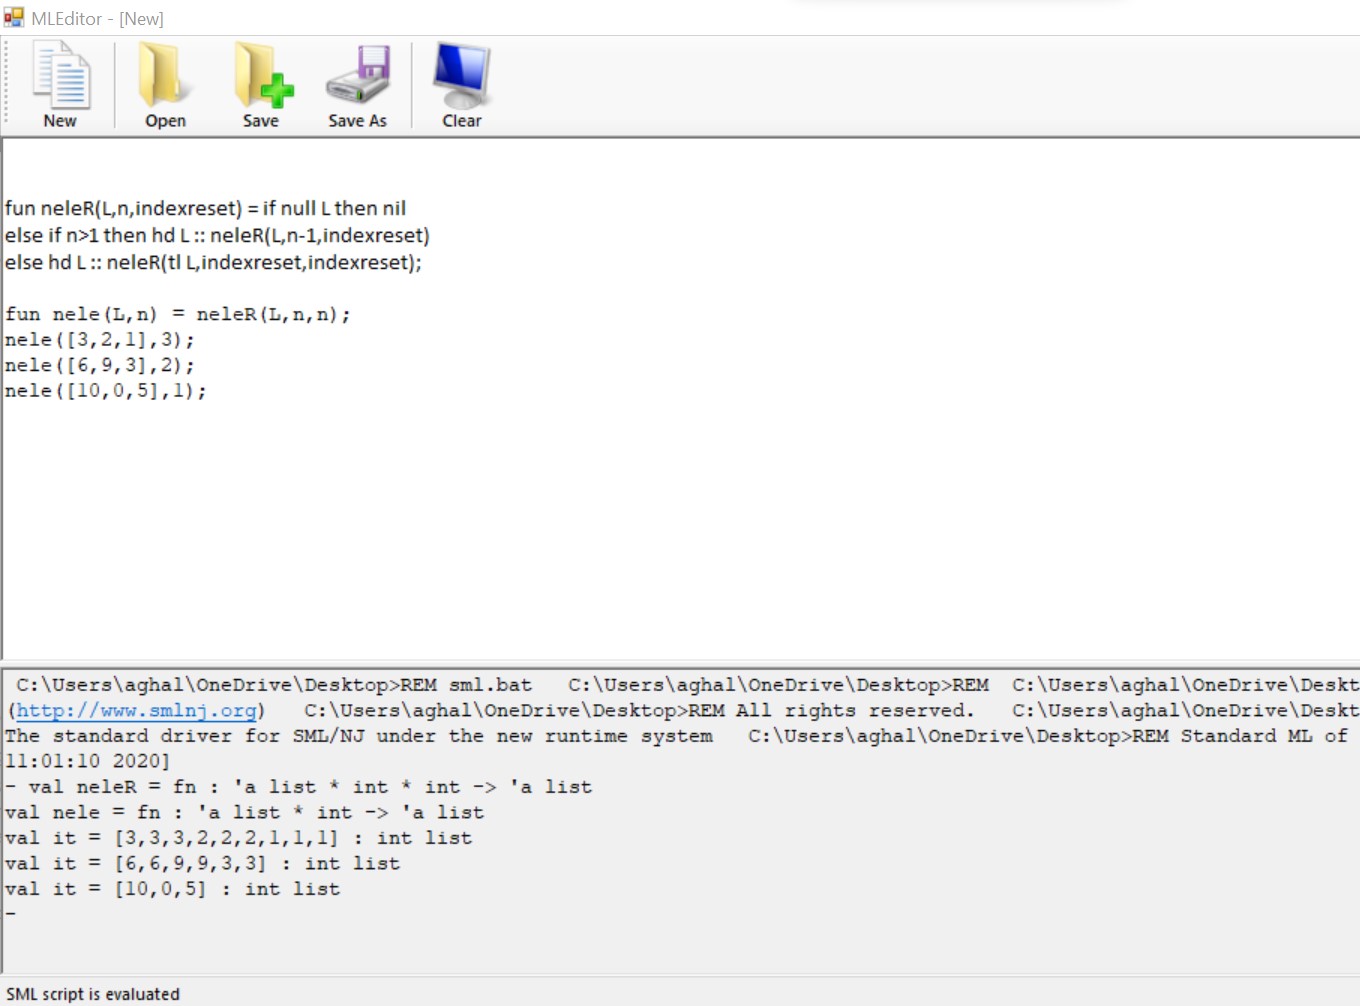 MLEditor - [New]
New Open Save Save As Clear
fun neleR(L,n,indexreset) = if null L then nil
else if n>1 then hd L :: neleR(L,n-1,indexreset)
else hd L :: neleR(tl L,indexreset,indexreset);
fun nele(L,n) = neleR(L,n,n);
nele([3,2,1],3);
nele([6,9,3],2);
nele([10,0,5],1);
C:\Users\aghal\OneDrive\Desktop>REM sml.bat C:\Users\aghal\OneDrive\Desktop>REM C:\Users\aghal\OneDrive\Deskt
(http://www.smlnj.org) C:\Users\aghal\OneDrive\Desktop>REM All rights reserved. C:\Users\aghal\OneDrive\Deskt
The standard driver for SML/NJ under the new runtime system C:\Users\aghal\OneDrive\Desktop>REM Standard ML of
11:01:10 2020]
- val neleR = fn : 'a list * int * int -> 'a list
val nele = fn : 'a list * int -> 'a list
val it = [3,3,3,2,2,2,1,1,1] : int list
val it = [6,6,9,9,3,3] : int list
val it = [10,0,5] : int list
-
SML script is evaluated